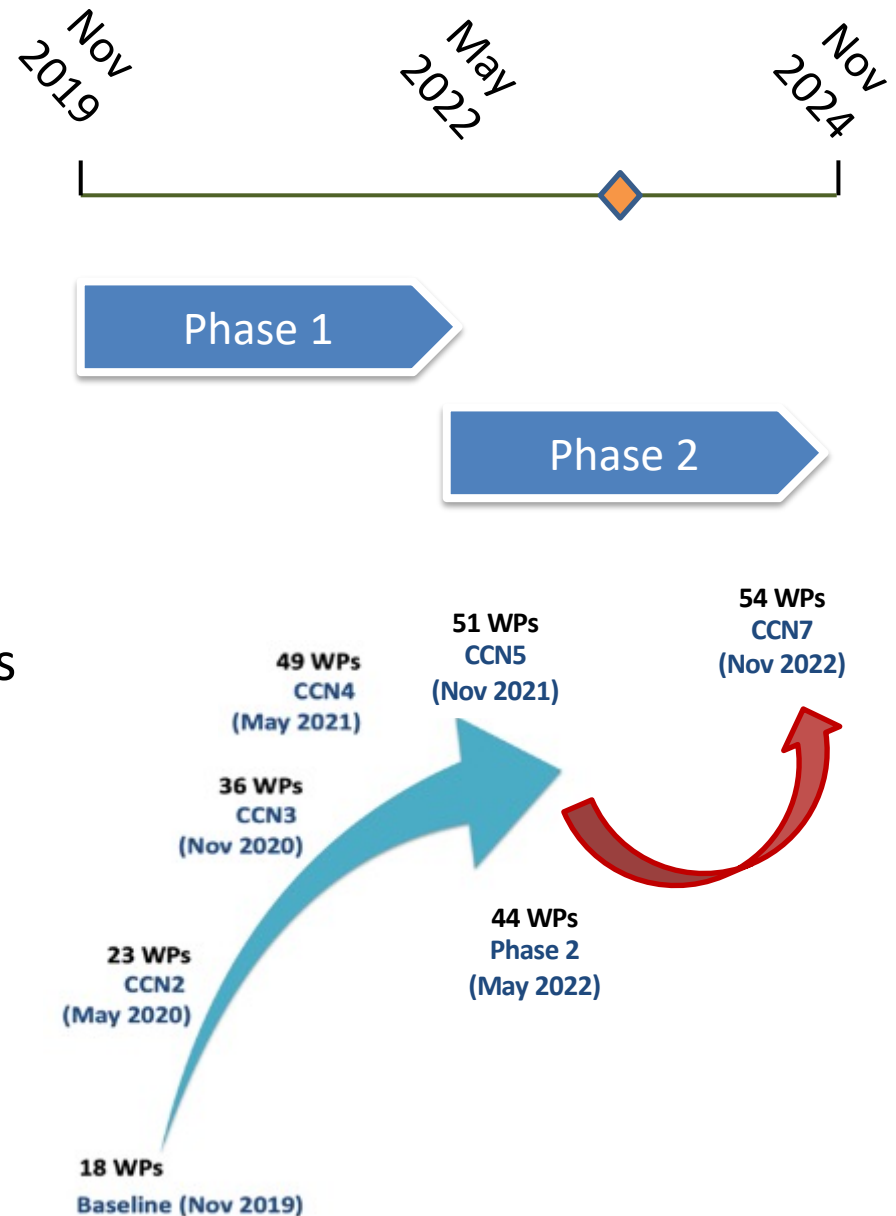 Nov
2019
May
2022
Nov
2024
Phase 1
Phase 2
54 WPs
CCN7
(Nov 2022)
51 WPs
CCN5
(Nov 2021)
s
49 WPs
CCN4
(May 2021)
36 WPs
CCN3
(Nov 2020)
44 WPs
Phase 2
(May 2022)
23 WPs
CCN2
(May 2020)
18 WPs
Baseline (Nov 2019)